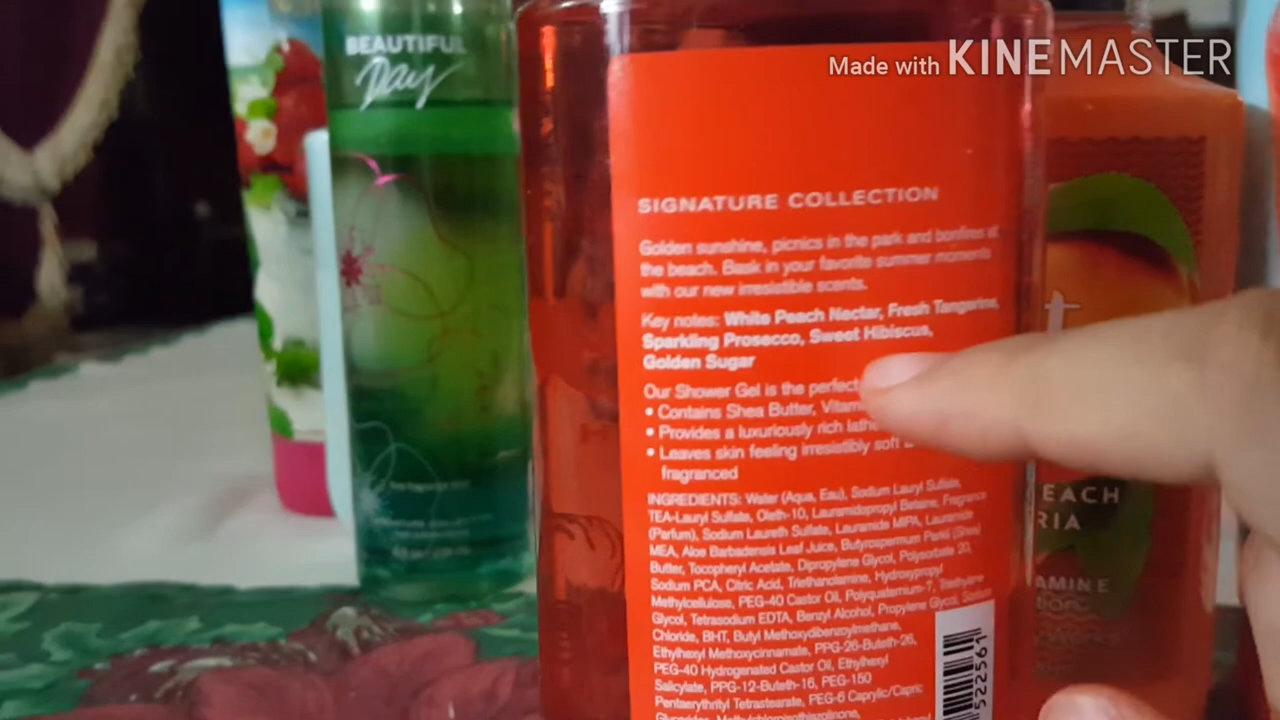 Made with KINEMASTER
BEAUTIFUL
Day
SIGNATURE COLLECTION
Golden sunshine, picnics in the park and bonfires at
the beach. Bask in your favorite summer moments
with our new irresistible scents.
Key notes: White Peach Nectar, Fresh Tangerine,
Sparkling Prosecco, Sweet Hibiscus,
Golden Sugar
Our Shower Gel is the perfect
• Contains Shea Butter,
• Provides a luxuriously rich
• Leaves skin feeling irresistibly soft
fragranced
INGREDIENTS: Water (Aqua, Eau), Sodium Lauryl Sulfate,
TEA-Lauryl Sulfate, Oleth-10, Lauramidopropyl Betaine, Fragrance
(Parfum), Sodium Laureth Sulfate, Lauramide MIPA, Lauramide
MEA, Aloe Barbadensis Leaf Juice, Butyrospermum Parkii (Shea)
Butter, Tocopheryl Acetate, Dipropylene Glycol, Polysorbate 20,
Sodium PCA, Citric Acid, Triethanolamine, Hydroxypropyl
Methylcellulose, PEG-40 Castor Oil, Polyquaternium-7, Triethylene
Glycol, Tetrasodium EDTA, Benzyl Alcohol, Propylene Glycol, Sodium
Chloride, BHT, Butyl Methoxydibenzoylmethane,
Ethylhexyl Methoxycinnamate, PPG-26-Buteth-26,
PEG-40 Hydrogenated Castor Oil, Ethylhexyl
Salicylate, PPG-12-Buteth-16, PEG-150
Pentaerythrityl Tetrastearate, PEG-6 Caprylic/Capric
Glycerides, Methylchloroisothiazolinone,
522561
t
EACH
RIA
AMINE